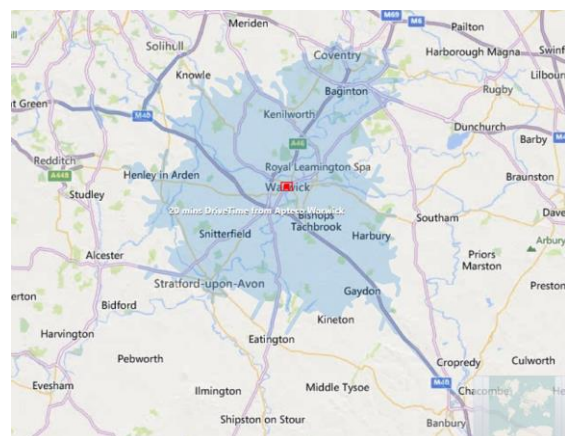 Meriden
M69
M6
Pailton
Solihull
Coventry
Harborough Magna
Swinf
Knowle
Lilbour
Baginton
Rugby
nt Green
M40
Kenilworth
Dunchurch
A46
Barby
Redditch
A448
Royal Leamington Spa
Henley in Arden
Braunston
Warwick
Studley
20 mins DriveTime from Apteco Warwick
Dave
Bishops
Tachbrook
Southam
Snitterfield
Harbury
Arbury
Alcester
Priors
Marston
Stratford-upon-Avon
Preston
Gaydon
erton
Bidford
Kineton
Harvington
Eatington
Pebworth
Cropredy
Culworth
Evesham
Ilmington
Middle Tysoe
M40
Chacombe
He
Shipston on Stour
Banbury